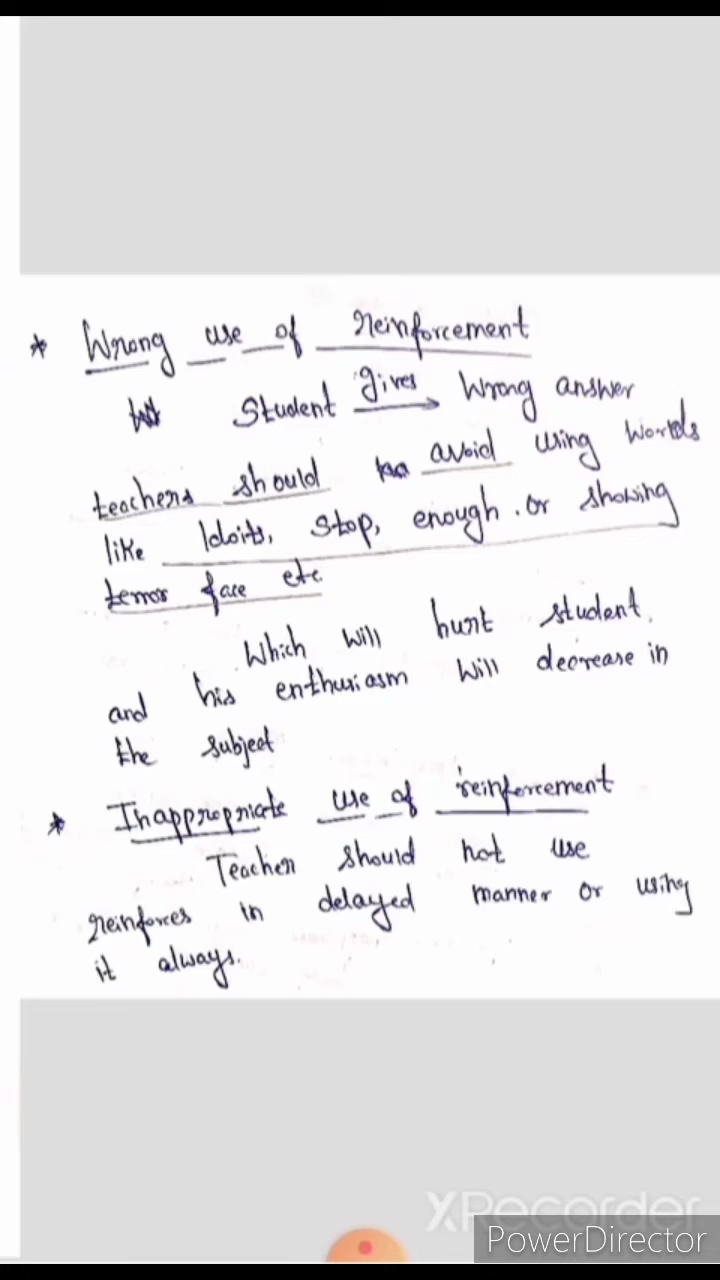 * Wrong use of reinforcement
Student gives → Wrong answer
teachers should avoid using words
like Idoits, stop, enough. or showing
terror face etc
Which will hurt student.
and his enthusiasm will decrease in
the subject
* Inappropriate use of reinforcement
Teacher should not use
reinforces in delayed manner or using
it always.
XRecorder
PowerDirector